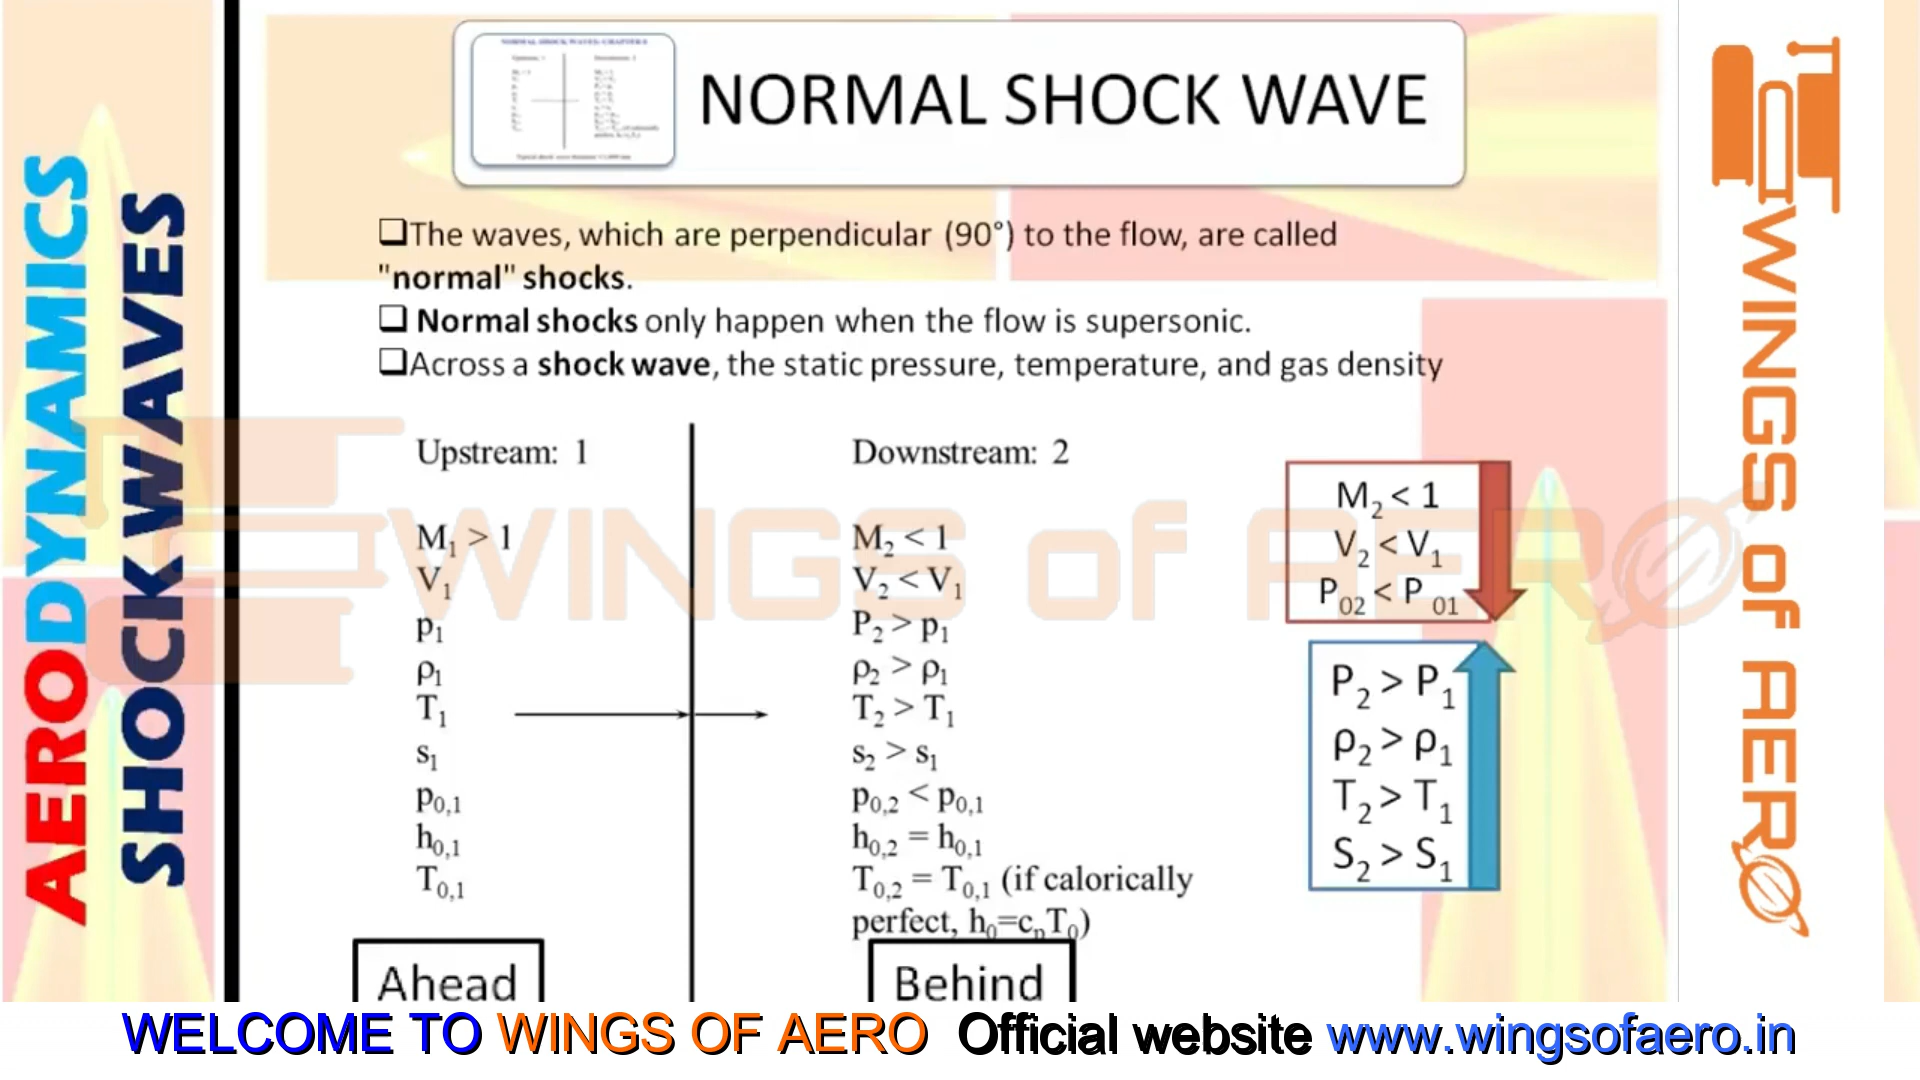 AERODYNAMICS
SHOCKWAVES
NORMAL SHOCK WAVE
❑The waves, which are perpendicular (90°) to the flow, are called
"normal" shocks.
❑ Normal shocks only happen when the flow is supersonic.
❑Across a shock wave, the static pressure, temperature, and gas density
Upstream: 1
M₁ > 1
V₁
p₁
ρ₁
T₁
s₁
p₀,₁
h₀,₁
T₀,₁
Ahead
Downstream: 2
M₂ < 1
V₂ < V₁
P₂ > p₁
ρ₂ > ρ₁
T₂ > T₁
s₂ > s₁
p₀,₂ < p₀,₁
h₀,₂ = h₀,₁
T₀,₂ = T₀,₁ (if calorically
perfect, h₀=cₚT₀)
Behind
M₂ < 1
V₂ < V₁
P₀₂ < P ₀₁
P₂ > P₁
ρ₂ > ρ₁
T₂ > T₁
S₂ > S₁
WINGS of AERO
WINGS OF AERO
WELCOME TO WINGS OF AERO Official website www.wingsofaero.in